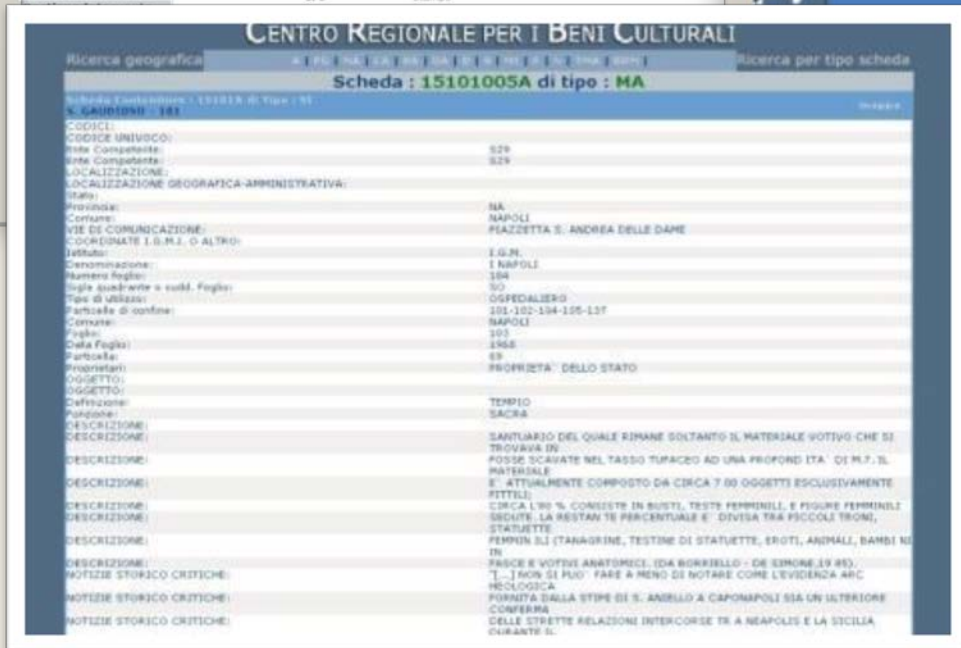 CENTRO REGIONALE PER I BENI CULTURALI
Ricerca geografica
Ricerca per tipo scheda
Scheda : 15101005A di tipo : MA
S. GAUDIOSO - 101
CODICI:
CODICE UNIVOCO:
Ente Competente: S29
Ente Competente: S29
LOCALIZZAZIONE:
LOCALIZZAZIONE GEOGRAFICA-AMMINISTRATIVA:
Stato:
Provincia: NA
Comune: NAPOLI
VIE DI COMUNICAZIONE: PIAZZETTA S. ANDREA DELLE DAME
COORDINATE I.G.M.I. O ALTRO:
Istituto: I.G.M.
Denominazione: I NAPOLI
Numero foglio: 184
Sigla quadrante o sudd. Foglio: SO
Tipo di utilizzo: OSPEDALIERO
Particelle di confine: 101-102-134-135-137
Comune: NAPOLI
Foglio: 103
Data Foglio: 1968
Particella: 69
Proprietari: PROPRIETA` DELLO STATO
OGGETTO:
OGGETTO:
Definizione: TEMPIO
Funzione: SACRA
DESCRIZIONE:
DESCRIZIONE: SANTUARIO DEL QUALE RIMANE SOLTANTO IL MATERIALE VOTIVO CHE SI
TROVAVA IN
DESCRIZIONE: FOSSE SCAVATE NEL TASSO TUFACEO AD UNA PROFOND ITA` DI M.7. IL
MATERIALE
DESCRIZIONE: E` ATTUALMENTE COMPOSTO DA CIRCA 7 00 OGGETTI ESCLUSIVAMENTE
FITTILI;
DESCRIZIONE: CIRCA L'80 % CONSISTE IN BUSTI, TESTE FEMMINILI, E FIGURE FEMMINILI
DESCRIZIONE: SEDUTE. LA RESTAN TE PERCENTUALE E` DIVISA TRA PICCOLI TRONI,
STATUETTE
DESCRIZIONE: FEMMIN ILI (TANAGRINE, TESTINE DI STATUETTE, EROTI, ANIMALI, BAMBI NI
IN
DESCRIZIONE: FASCE E VOTIVI ANATOMICI. (DA BORRIELLO - DE SIMONE,19 85).
NOTIZIE STORICO CRITICHE: "[...] NON SI PUO` FARE A MENO DI NOTARE COME L'EVIDENZA ARC
HEOLOGICA
NOTIZIE STORICO CRITICHE: FORNITA DALLA STIPE DI S. ANIELLO A CAPONAPOLI SIA UN ULTERIORE
CONFERMA
NOTIZIE STORICO CRITICHE: DELLE STRETTE RELAZIONI INTERCORSE TR A NEAPOLIS E LA SICILIA
DURANTE IL